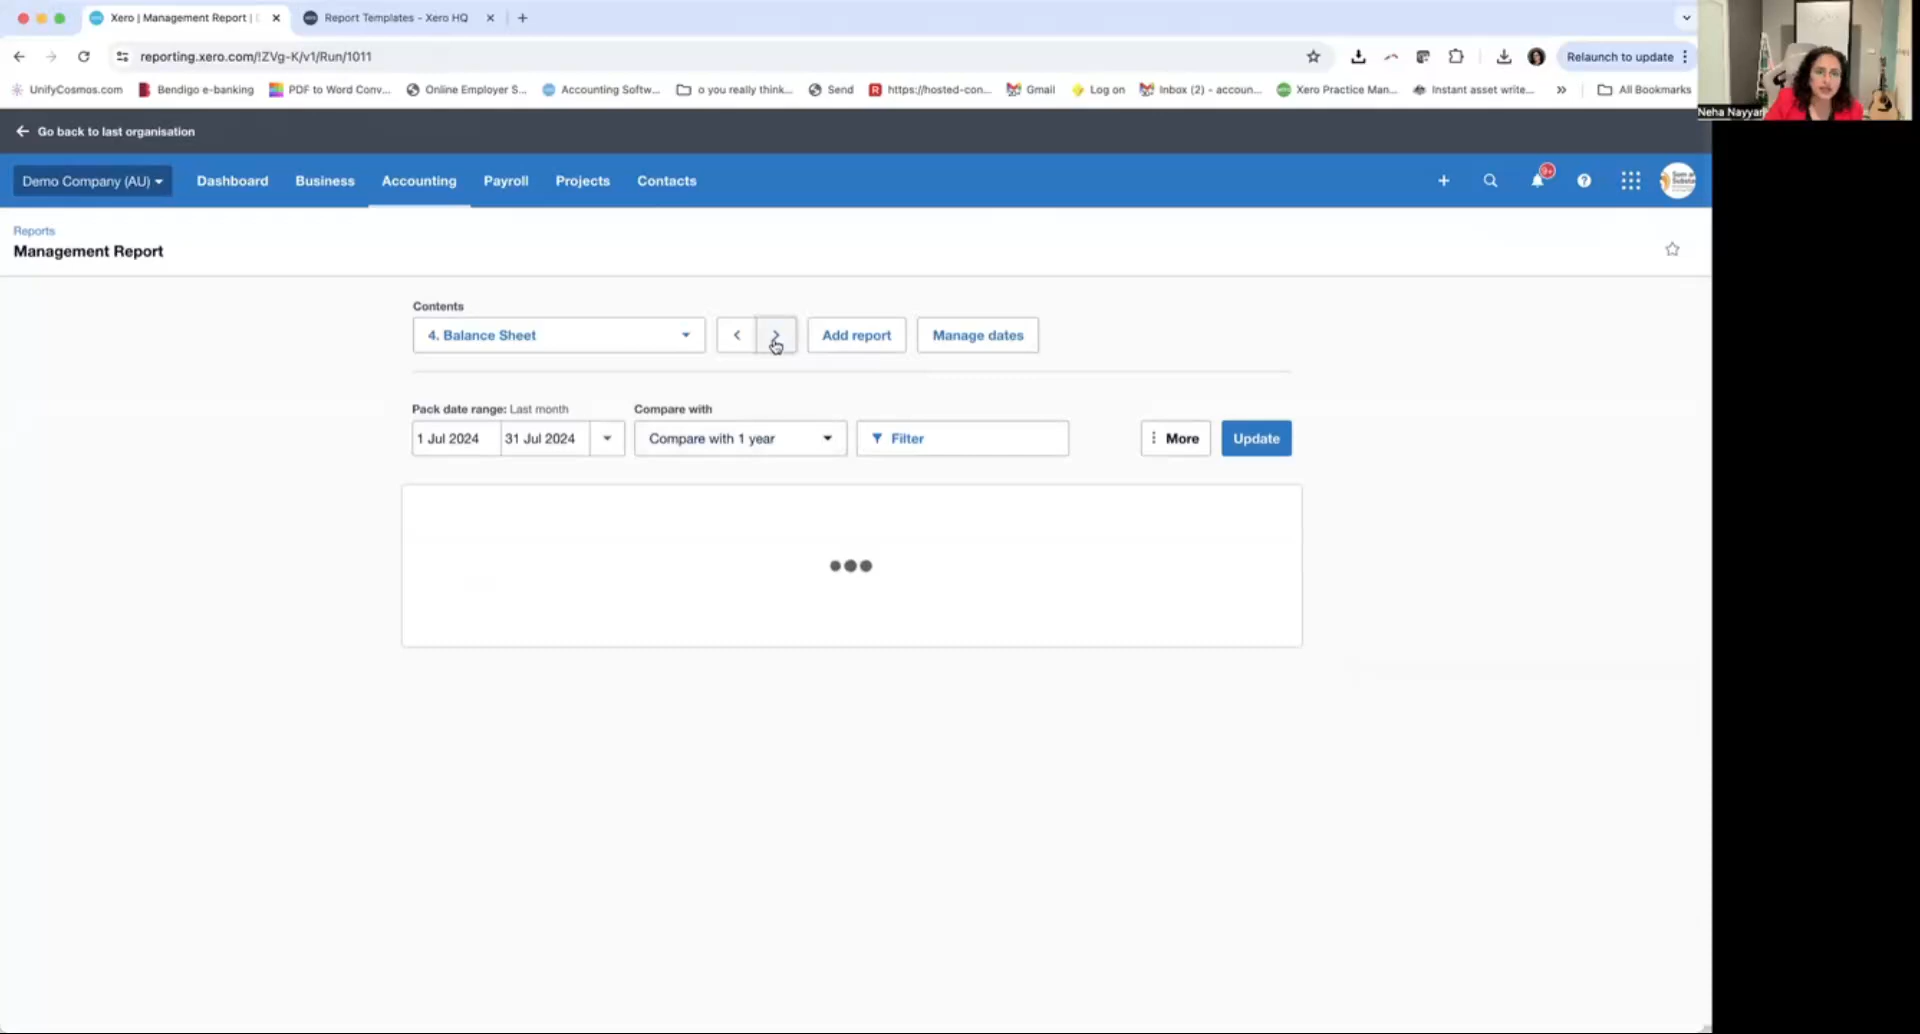 Xero | Management Report |
Report Templates - Xero HQ
reporting.xero.com/!ZVg-K/v1/Run/1011
Relaunch to update
UnifyCosmos.com
Bendigo e-banking
PDF to Word Conv...
Online Employer S...
Accounting Softw...
o you really think...
Send
https://hosted-con...
Gmail
Log on
Inbox (2) - accoun...
Xero Practice Man...
Instant asset write...
»
All Bookmarks
Neha Nayyar
Go back to last organisation
Demo Company (AU)
Dashboard
Business
Accounting
Payroll
Projects
Contacts
9+
Reports
Management Report
Contents
4. Balance Sheet
Add report
Manage dates
Pack date range: Last month
Compare with
1 Jul 2024
31 Jul 2024
Compare with 1 year
Filter
More
Update